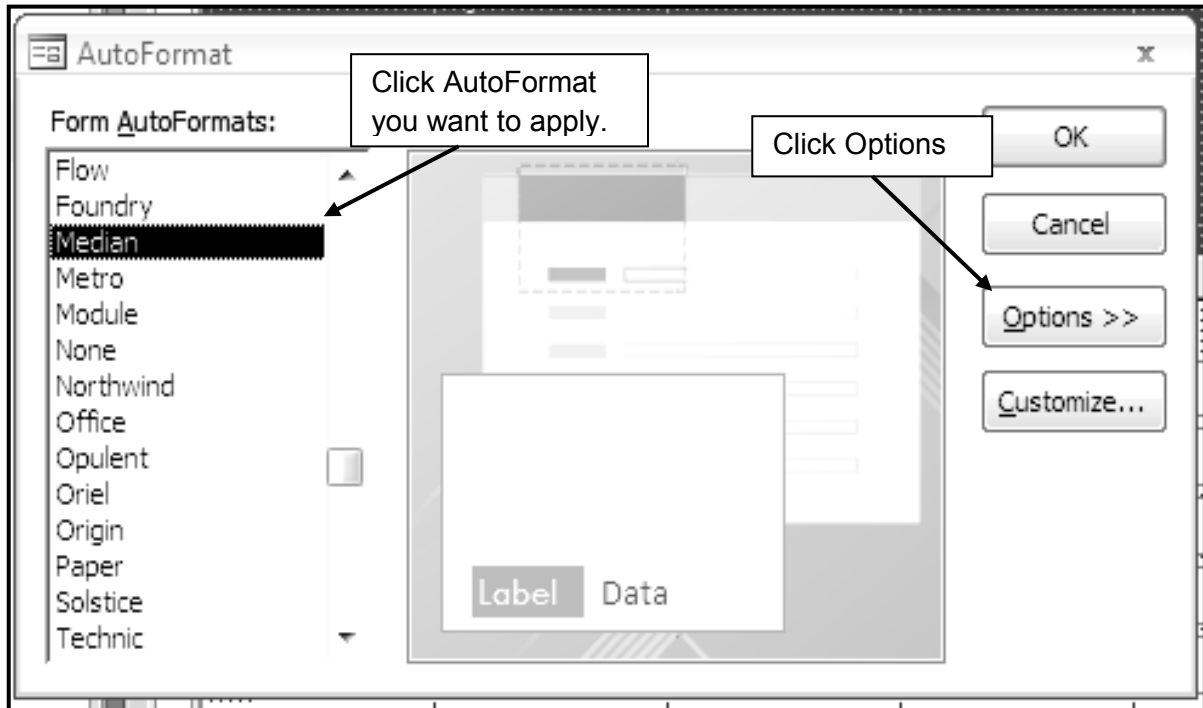 AutoFormat
x
Click AutoFormat
you want to apply.
Form AutoFormats:
Click Options
OK
Flow
Foundry
Median
Metro
Module
None
Northwind
Office
Opulent
Oriel
Origin
Paper
Solstice
Technic
Cancel
Options >>
Customize...
Label Data